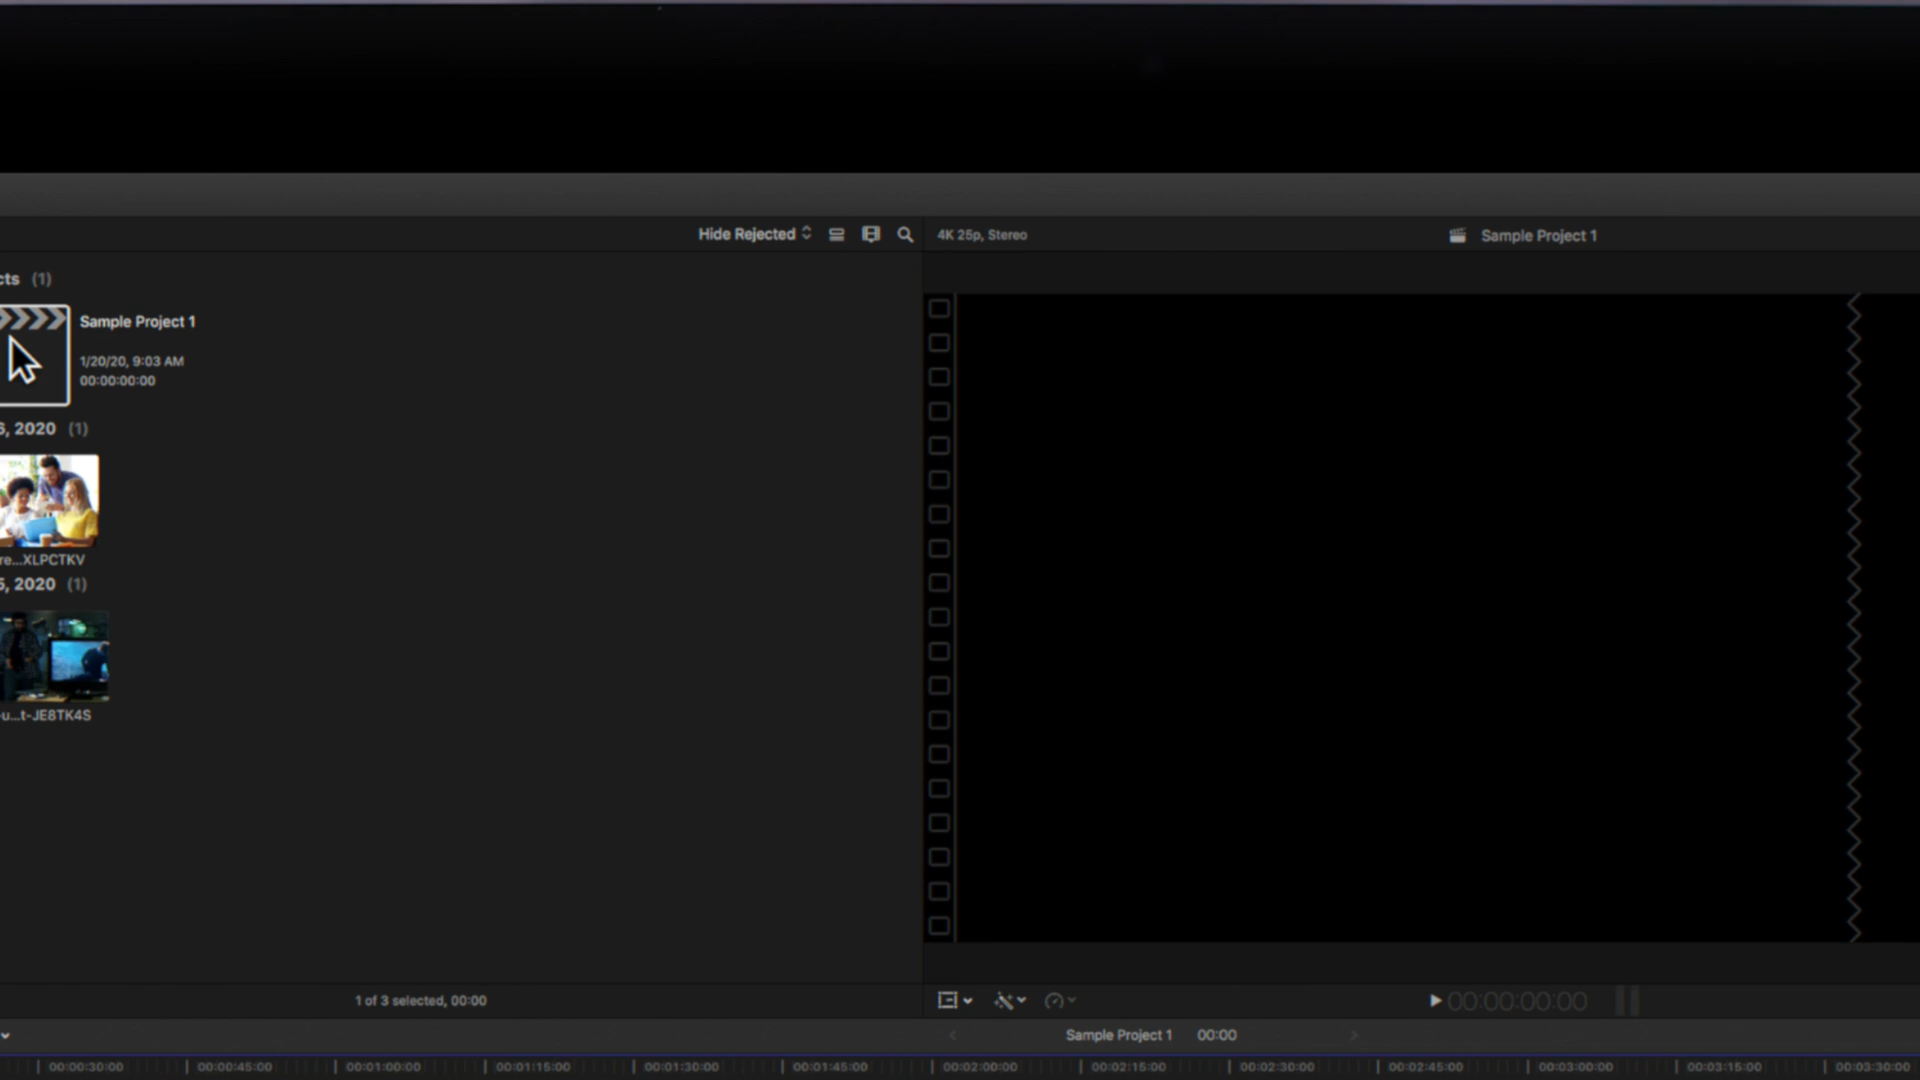 Hide Rejected
4K 25p, Stereo
Sample Project 1
cts (1)
Sample Project 1
1/20/20, 9:03 AM
00:00:00:00
6, 2020 (1)
re...XLPCTKV
5, 2020 (1)
-u...t-JE8TK4S
1 of 3 selected, 00:00
00:00:00:00
Sample Project 1 00:00
00:00:30:00 00:00:45:00 00:01:00:00 00:01:15:00 00:01:30:00 00:01:45:00 00:02:00:00 00:02:15:00 00:02:30:00 00:02:45:00 00:03:00:00 00:03:15:00 00:03:30:00